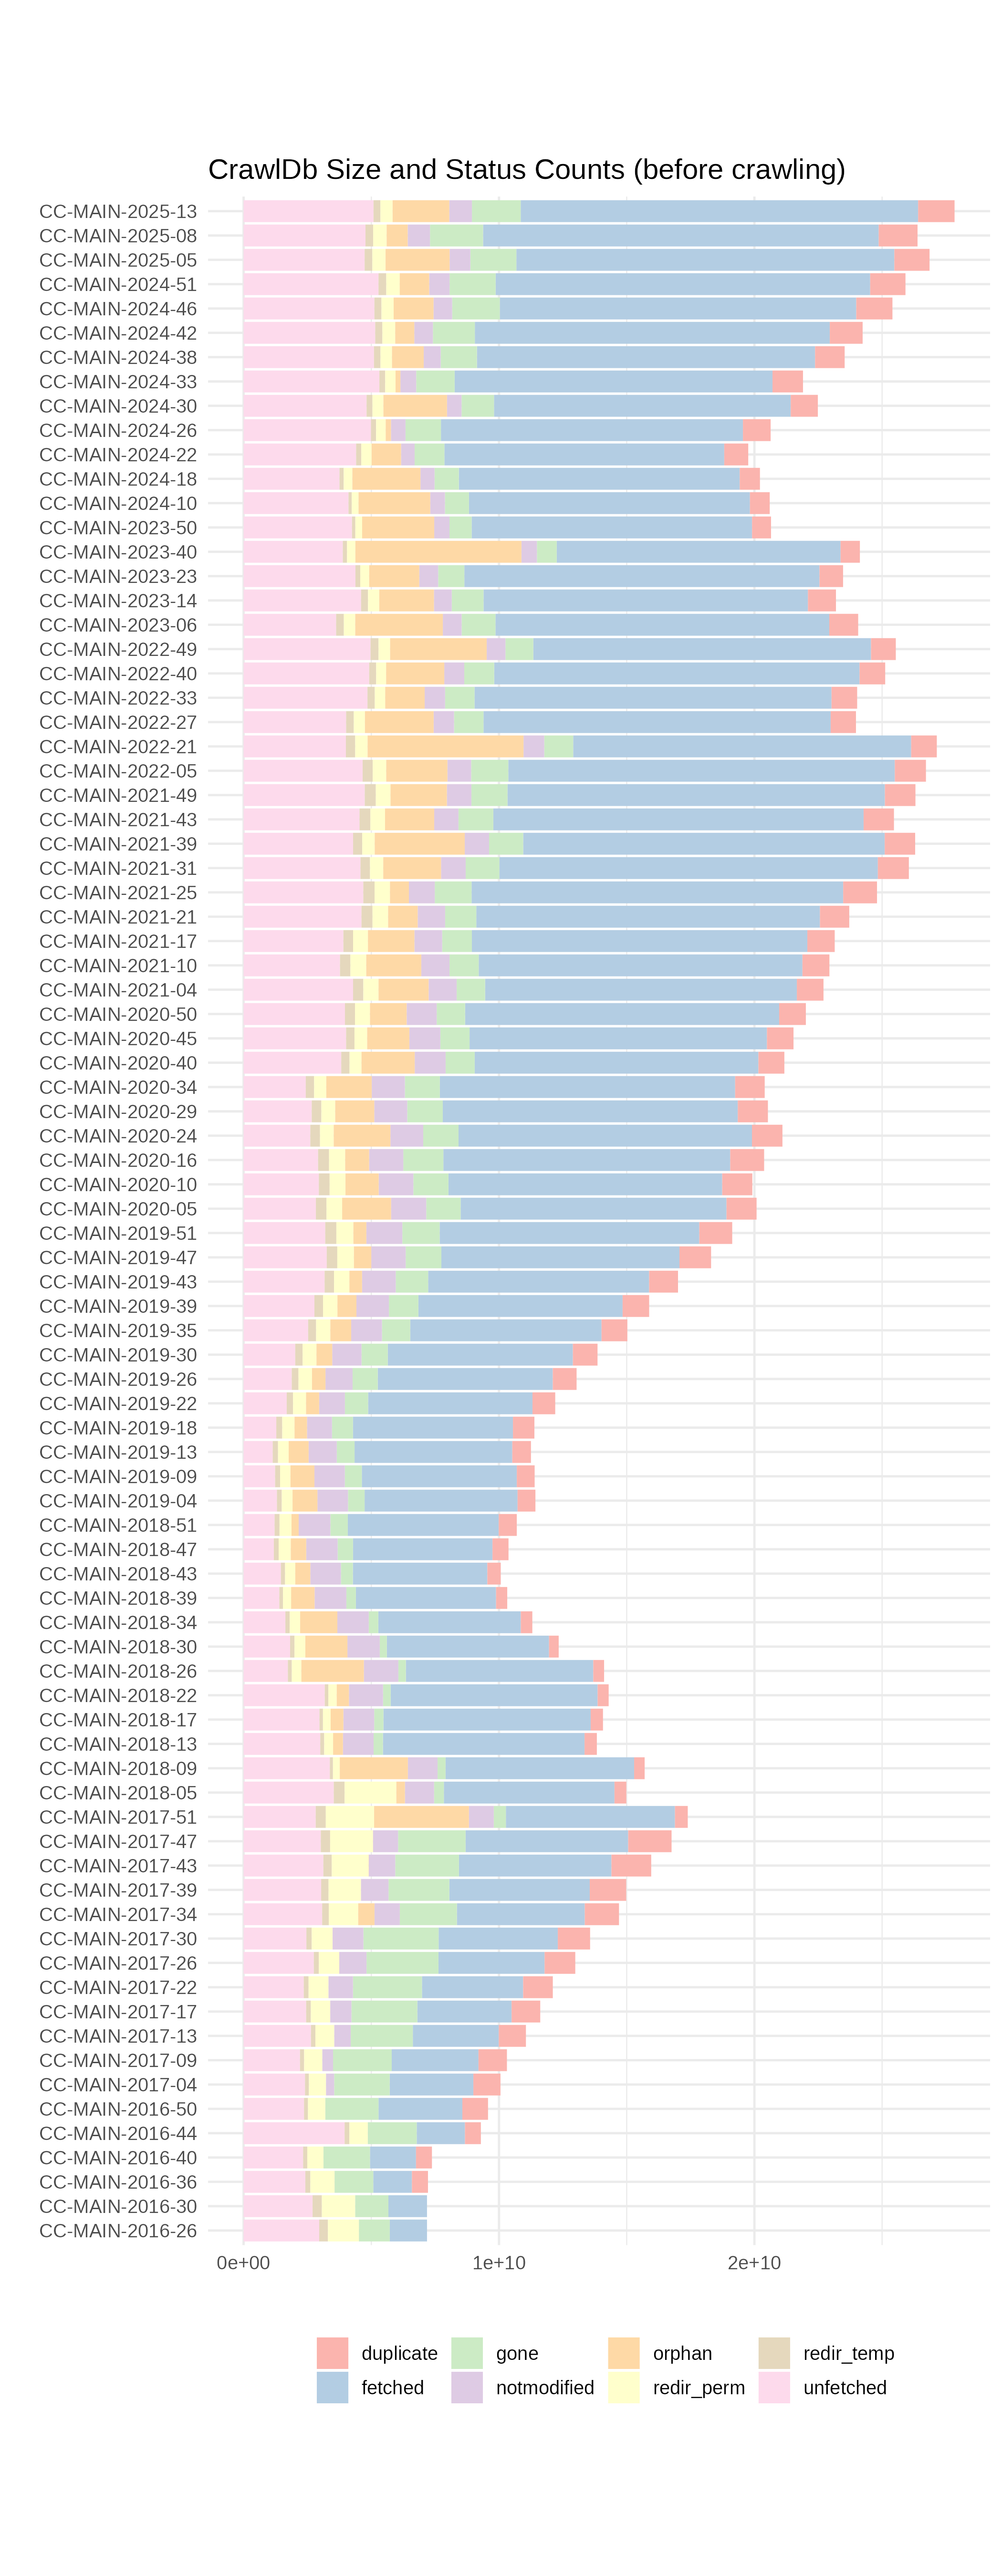 CrawlDb Size and Status Counts (before crawling)
CC-MAIN-2025-13
CC-MAIN-2025-08
CC-MAIN-2025-05
CC-MAIN-2024-51
CC-MAIN-2024-46
CC-MAIN-2024-42
CC-MAIN-2024-38
CC-MAIN-2024-33
CC-MAIN-2024-30
CC-MAIN-2024-26
CC-MAIN-2024-22
CC-MAIN-2024-18
CC-MAIN-2024-10
CC-MAIN-2023-50
CC-MAIN-2023-40
CC-MAIN-2023-23
CC-MAIN-2023-14
CC-MAIN-2023-06
CC-MAIN-2022-49
CC-MAIN-2022-40
CC-MAIN-2022-33
CC-MAIN-2022-27
CC-MAIN-2022-21
CC-MAIN-2022-05
CC-MAIN-2021-49
CC-MAIN-2021-43
CC-MAIN-2021-39
CC-MAIN-2021-31
CC-MAIN-2021-25
CC-MAIN-2021-21
CC-MAIN-2021-17
CC-MAIN-2021-10
CC-MAIN-2021-04
CC-MAIN-2020-50
CC-MAIN-2020-45
CC-MAIN-2020-40
CC-MAIN-2020-34
CC-MAIN-2020-29
CC-MAIN-2020-24
CC-MAIN-2020-16
CC-MAIN-2020-10
CC-MAIN-2020-05
CC-MAIN-2019-51
CC-MAIN-2019-47
CC-MAIN-2019-43
CC-MAIN-2019-39
CC-MAIN-2019-35
CC-MAIN-2019-30
CC-MAIN-2019-26
CC-MAIN-2019-22
CC-MAIN-2019-18
CC-MAIN-2019-13
CC-MAIN-2019-09
CC-MAIN-2019-04
CC-MAIN-2018-51
CC-MAIN-2018-47
CC-MAIN-2018-43
CC-MAIN-2018-39
CC-MAIN-2018-34
CC-MAIN-2018-30
CC-MAIN-2018-26
CC-MAIN-2018-22
CC-MAIN-2018-17
CC-MAIN-2018-13
CC-MAIN-2018-09
CC-MAIN-2018-05
CC-MAIN-2017-51
CC-MAIN-2017-47
CC-MAIN-2017-43
CC-MAIN-2017-39
CC-MAIN-2017-34
CC-MAIN-2017-30
CC-MAIN-2017-26
CC-MAIN-2017-22
CC-MAIN-2017-17
CC-MAIN-2017-13
CC-MAIN-2017-09
CC-MAIN-2017-04
CC-MAIN-2016-50
CC-MAIN-2016-44
CC-MAIN-2016-40
CC-MAIN-2016-36
CC-MAIN-2016-30
CC-MAIN-2016-26
0e+00 1e+10 2e+10
duplicate gone orphan redir_temp
fetched notmodified redir_perm unfetched